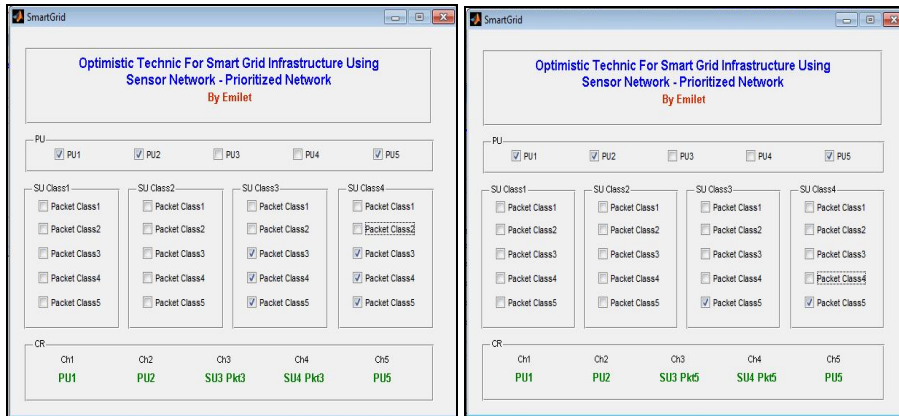 SmartGrid
Optimistic Technic For Smart Grid Infrastructure Using
Sensor Network - Prioritized Network
By Emilet
PU
PU1 PU2 PU3 PU4 PU5
SU Class1 SU Class2 SU Class3 SU Class4
Packet Class1 Packet Class1 Packet Class1 Packet Class1
Packet Class2 Packet Class2 Packet Class2 Packet Class2
Packet Class3 Packet Class3 Packet Class3 Packet Class3
Packet Class4 Packet Class4 Packet Class4 Packet Class4
Packet Class5 Packet Class5 Packet Class5 Packet Class5
CR
Ch1 Ch2 Ch3 Ch4 Ch5
PU1 PU2 SU3 Pkt3 SU4 Pkt3 PU5
SmartGrid
Optimistic Technic For Smart Grid Infrastructure Using
Sensor Network - Prioritized Network
By Emilet
PU
PU1 PU2 PU3 PU4 PU5
SU Class1 SU Class2 SU Class3 SU Class4
Packet Class1 Packet Class1 Packet Class1 Packet Class1
Packet Class2 Packet Class2 Packet Class2 Packet Class2
Packet Class3 Packet Class3 Packet Class3 Packet Class3
Packet Class4 Packet Class4 Packet Class4 Packet Class4
Packet Class5 Packet Class5 Packet Class5 Packet Class5
CR
Ch1 Ch2 Ch3 Ch4 Ch5
PU1 PU2 SU3 Pkt5 SU4 Pkt5 PU5